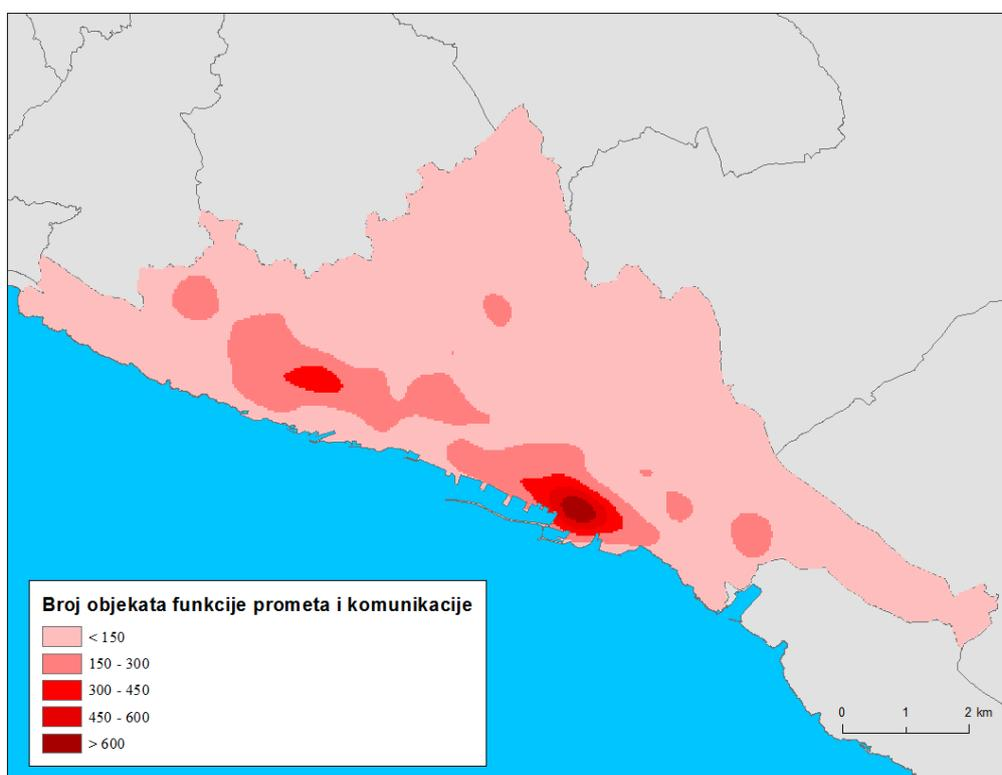 Broj objekata funkcije prometa i komunikacije
< 150
150 - 300
300 - 450
450 - 600
> 600
0 1 2 km